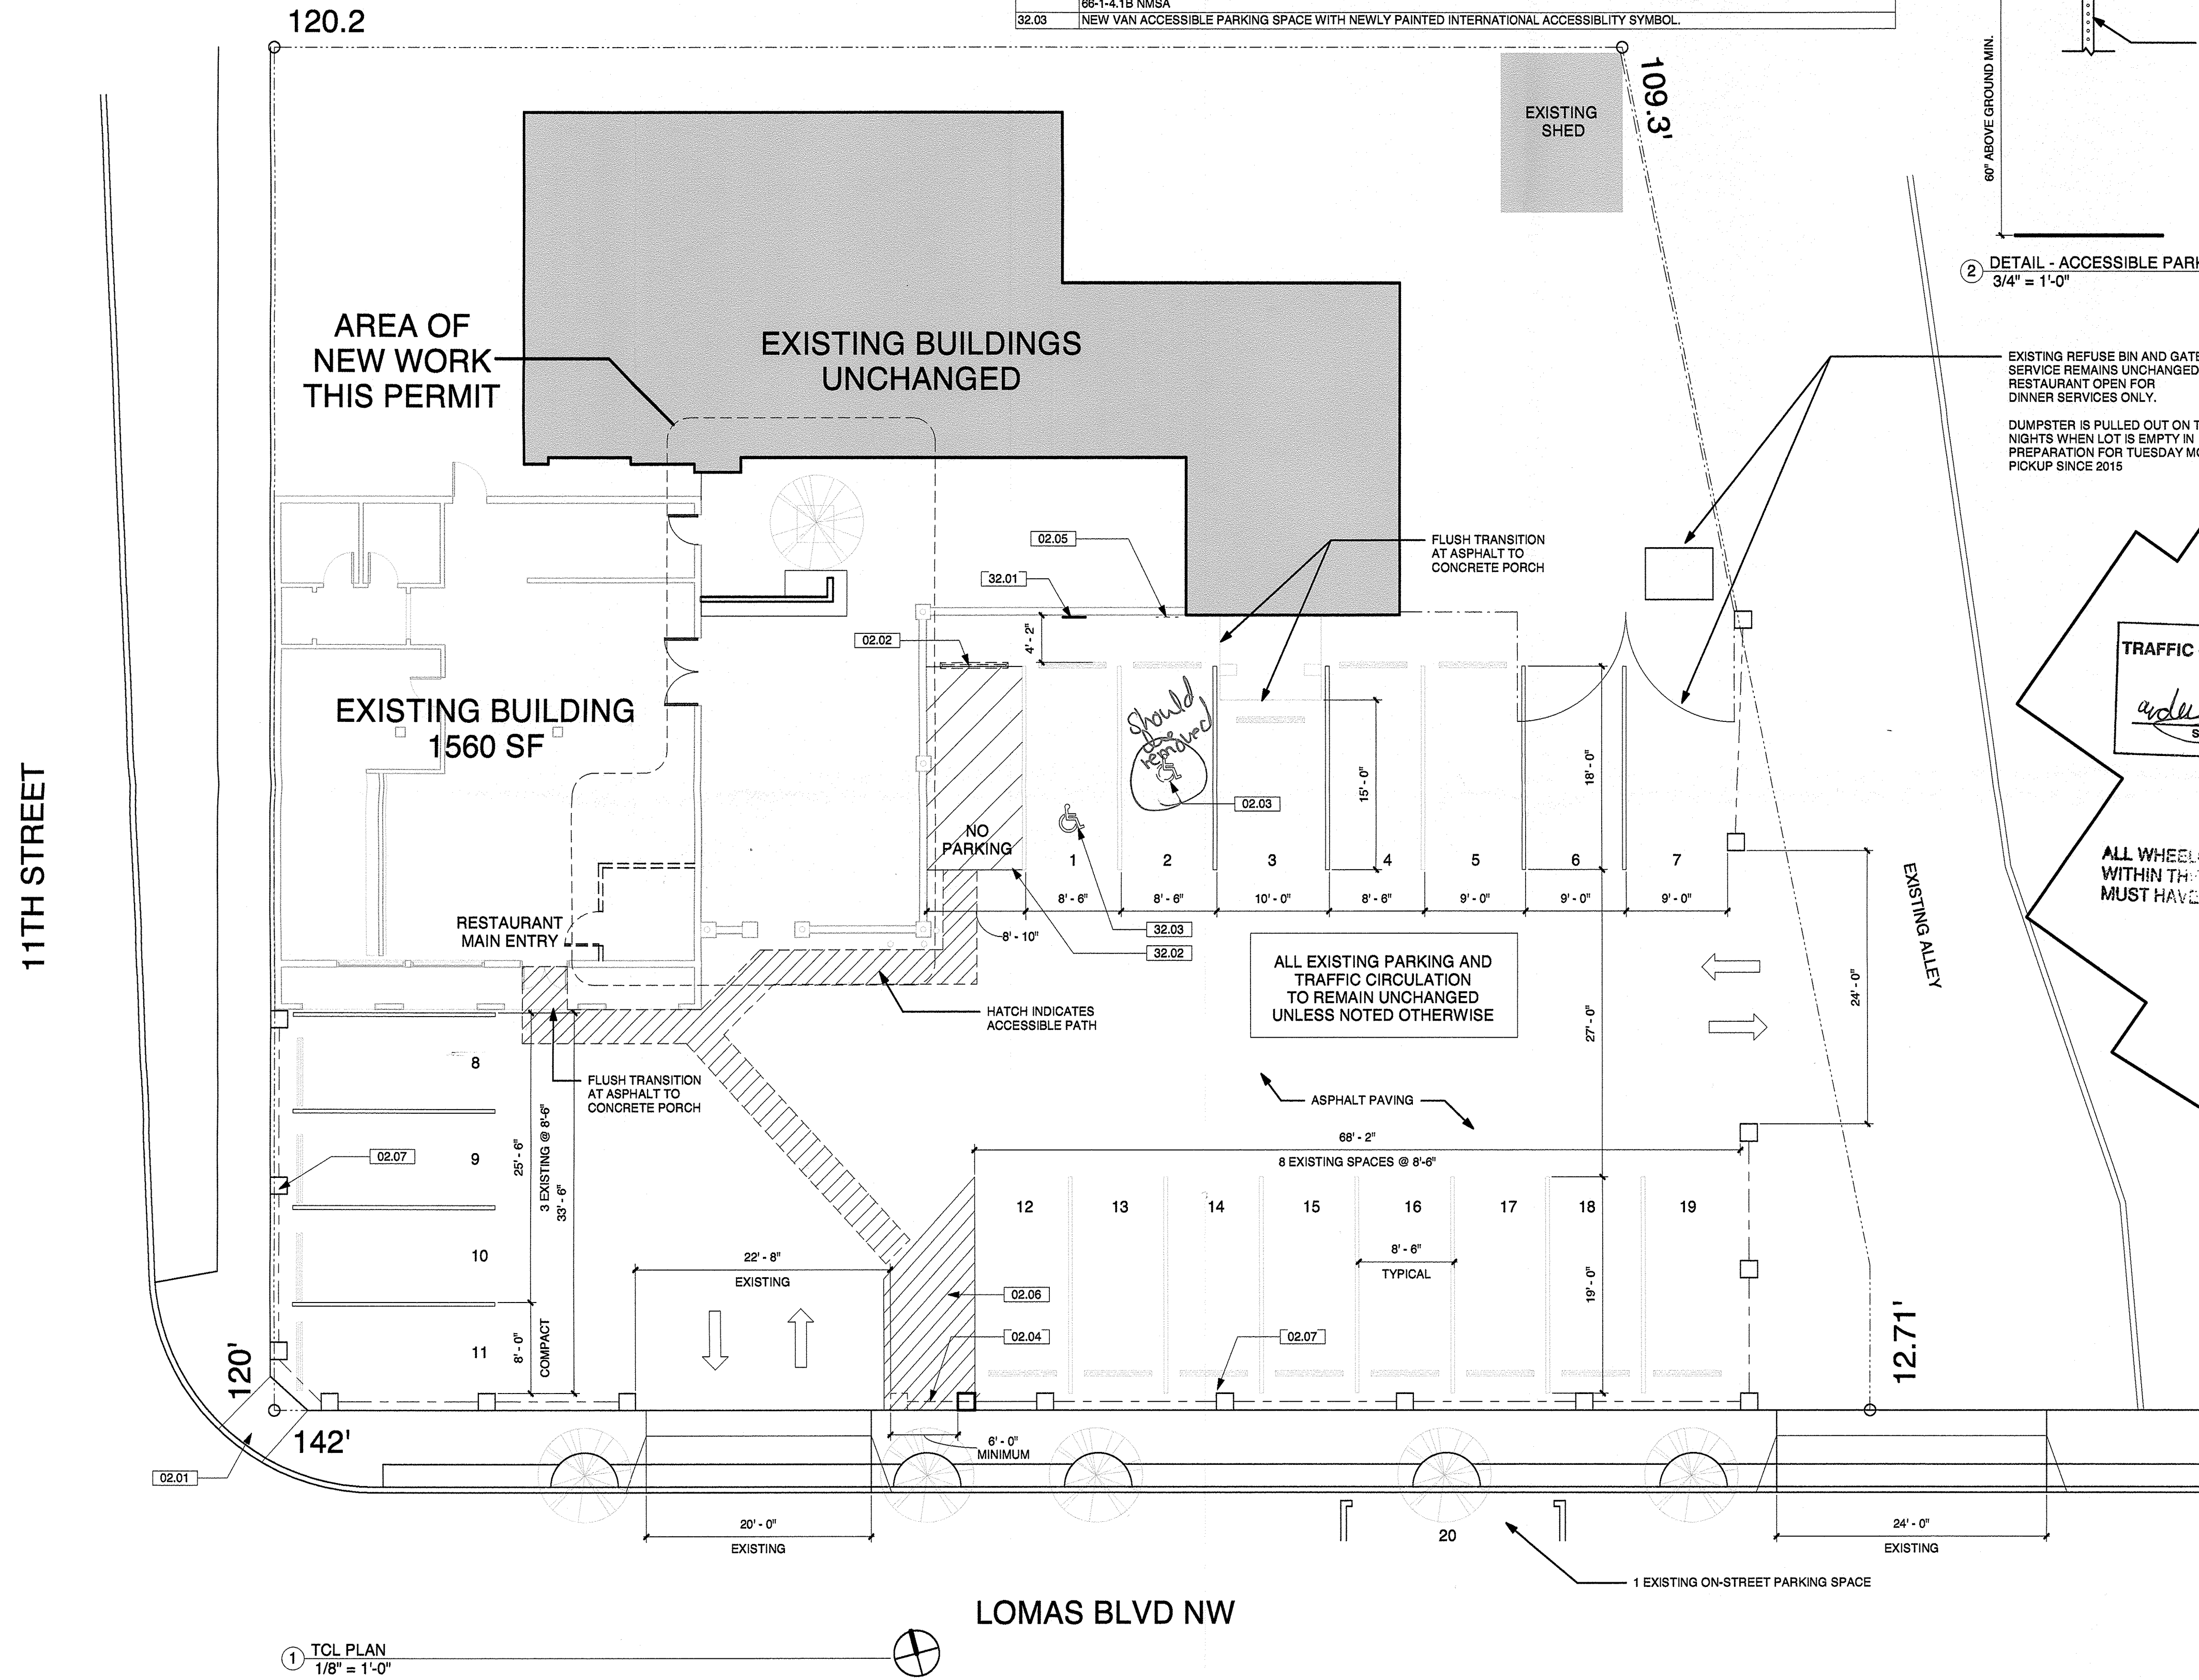 66-1-4.1B NMSA
32.03 NEW VAN ACCESSIBLE PARKING SPACE WITH NEWLY PAINTED INTERNATIONAL ACCESSIBLITY SYMBOL.
120.2
109.3'
EXISTING
SHED
60" ABOVE GROUND MIN.
2 DETAIL - ACCESSIBLE PARK
3/4" = 1'-0"
AREA OF
NEW WORK
THIS PERMIT
EXISTING BUILDINGS
UNCHANGED
EXISTING REFUSE BIN AND GATE
SERVICE REMAINS UNCHANGED
RESTAURANT OPEN FOR
DINNER SERVICES ONLY.
DUMPSTER IS PULLED OUT ON T
NIGHTS WHEN LOT IS EMPTY IN
PREPARATION FOR TUESDAY MO
PICKUP SINCE 2015
02.05
32.01
FLUSH TRANSITION
AT ASPHALT TO
CONCRETE PORCH
02.02
4' - 2"
TRAFFIC
EXISTING BUILDING
1560 SF
should
be
removed
02.03
15' - 0"
18' - 0"
NO
PARKING
1
2
3
4
5
6
7
8' - 6"
8' - 6"
10' - 0"
8' - 6"
9' - 0"
9' - 0"
9' - 0"
ALL WHEEL
WITHIN TH
MUST HAVE
11TH STREET
RESTAURANT
MAIN ENTRY
8' - 10"
32.03
32.02
ALL EXISTING PARKING AND
TRAFFIC CIRCULATION
TO REMAIN UNCHANGED
UNLESS NOTED OTHERWISE
EXISTING ALLEY
24' - 0"
27' - 0"
HATCH INDICATES
ACCESSIBLE PATH
8
FLUSH TRANSITION
AT ASPHALT TO
CONCRETE PORCH
ASPHALT PAVING
68' - 2"
8 EXISTING SPACES @ 8'-6"
02.07
9
25' - 6"
3 EXISTING @ 8'-6"
33' - 6"
12
13
14
15
16
17
18
19
10
22' - 8"
EXISTING
8' - 6"
TYPICAL
19' - 0"
02.06
02.04
02.07
11
8' - 0"
COMPACT
120'
12.71'
142'
6' - 0"
MINIMUM
02.01
20' - 0"
EXISTING
20
24' - 0"
EXISTING
1 EXISTING ON-STREET PARKING SPACE
LOMAS BLVD NW
1 TCL PLAN
1/8" = 1'-0"